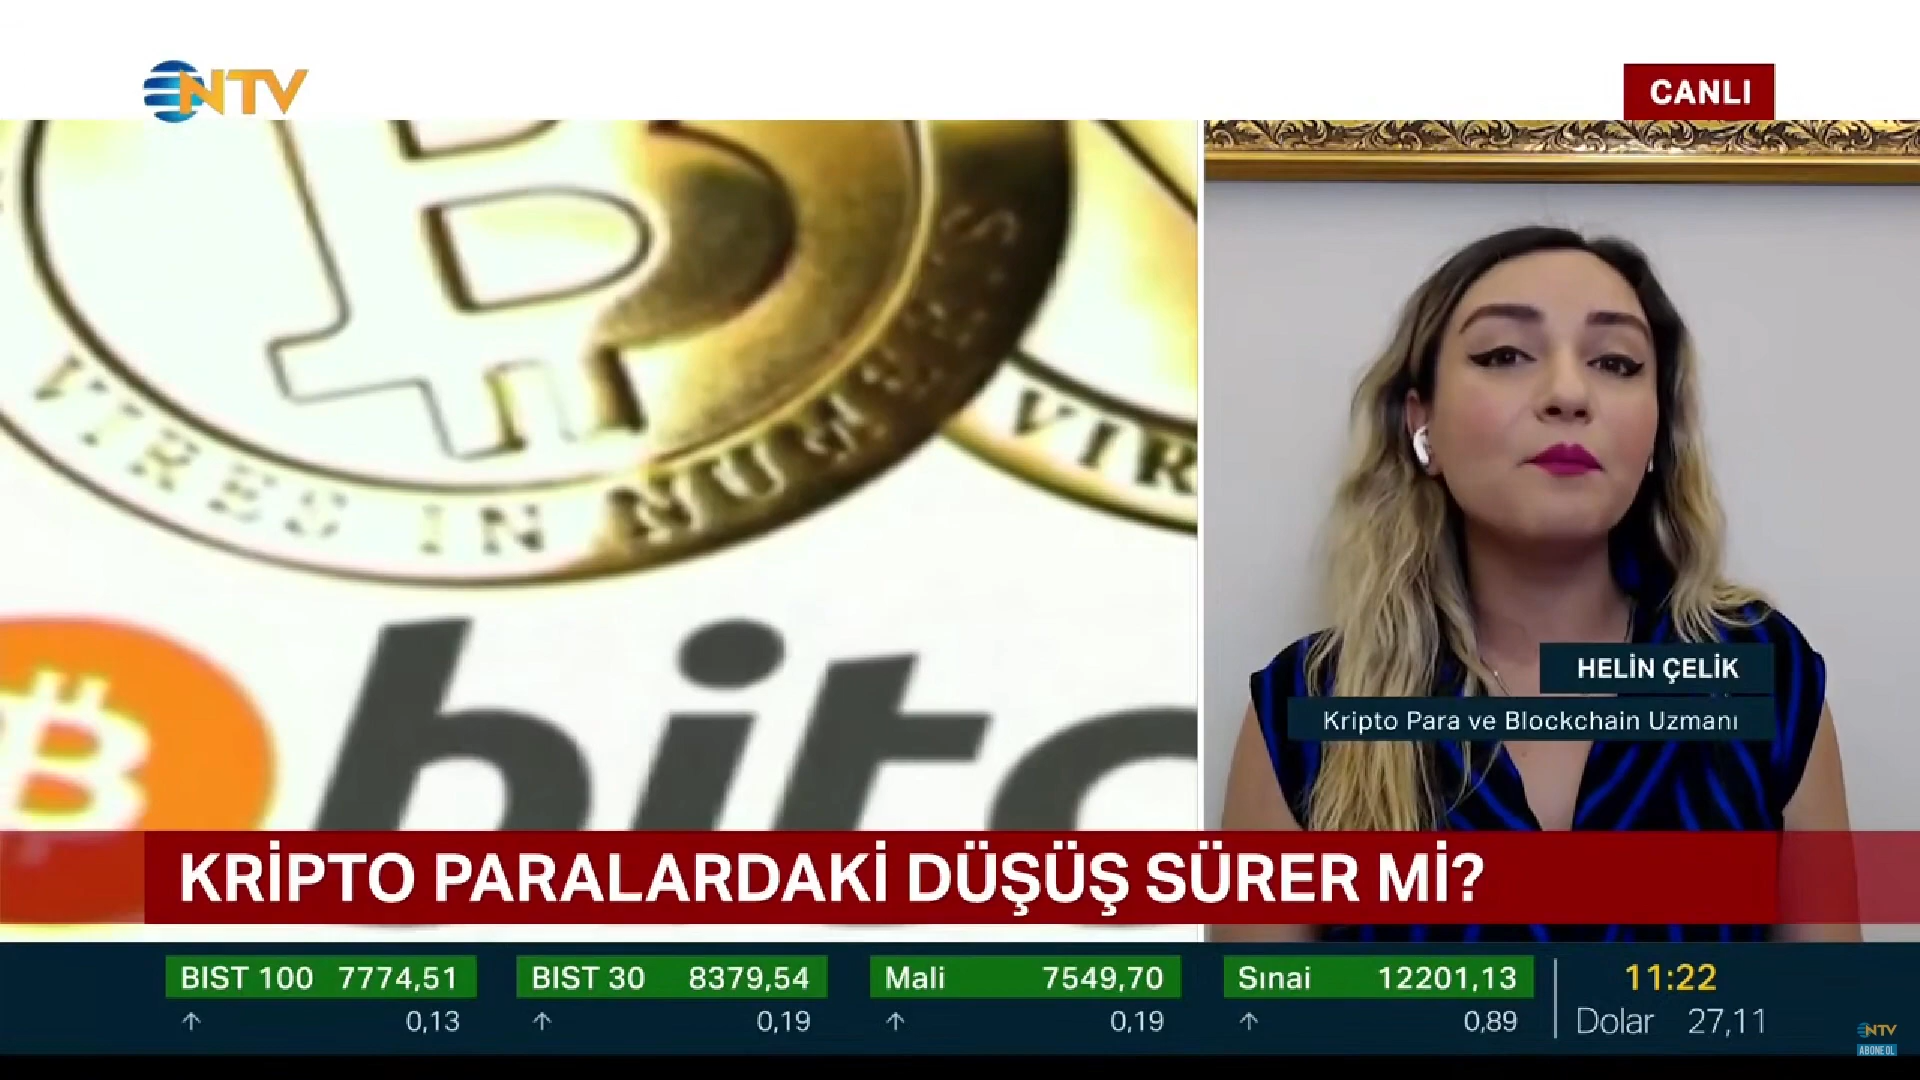 NTV
CANLI
VIRES IN NUMERIS
VIR
bitc
HELİN ÇELİK
Kripto Para ve Blockchain Uzmanı
KRİPTO PARALARDAKİ DÜŞÜŞ SÜRER Mİ?
BIST 100 7774,51 BIST 30 8379,54 Mali 7549,70 Sınai 12201,13 11:22
↑ 0,13 ↑ 0,19 ↑ 0,19 ↑ 0,89 Dolar 27,11
NTV
ABONE OL